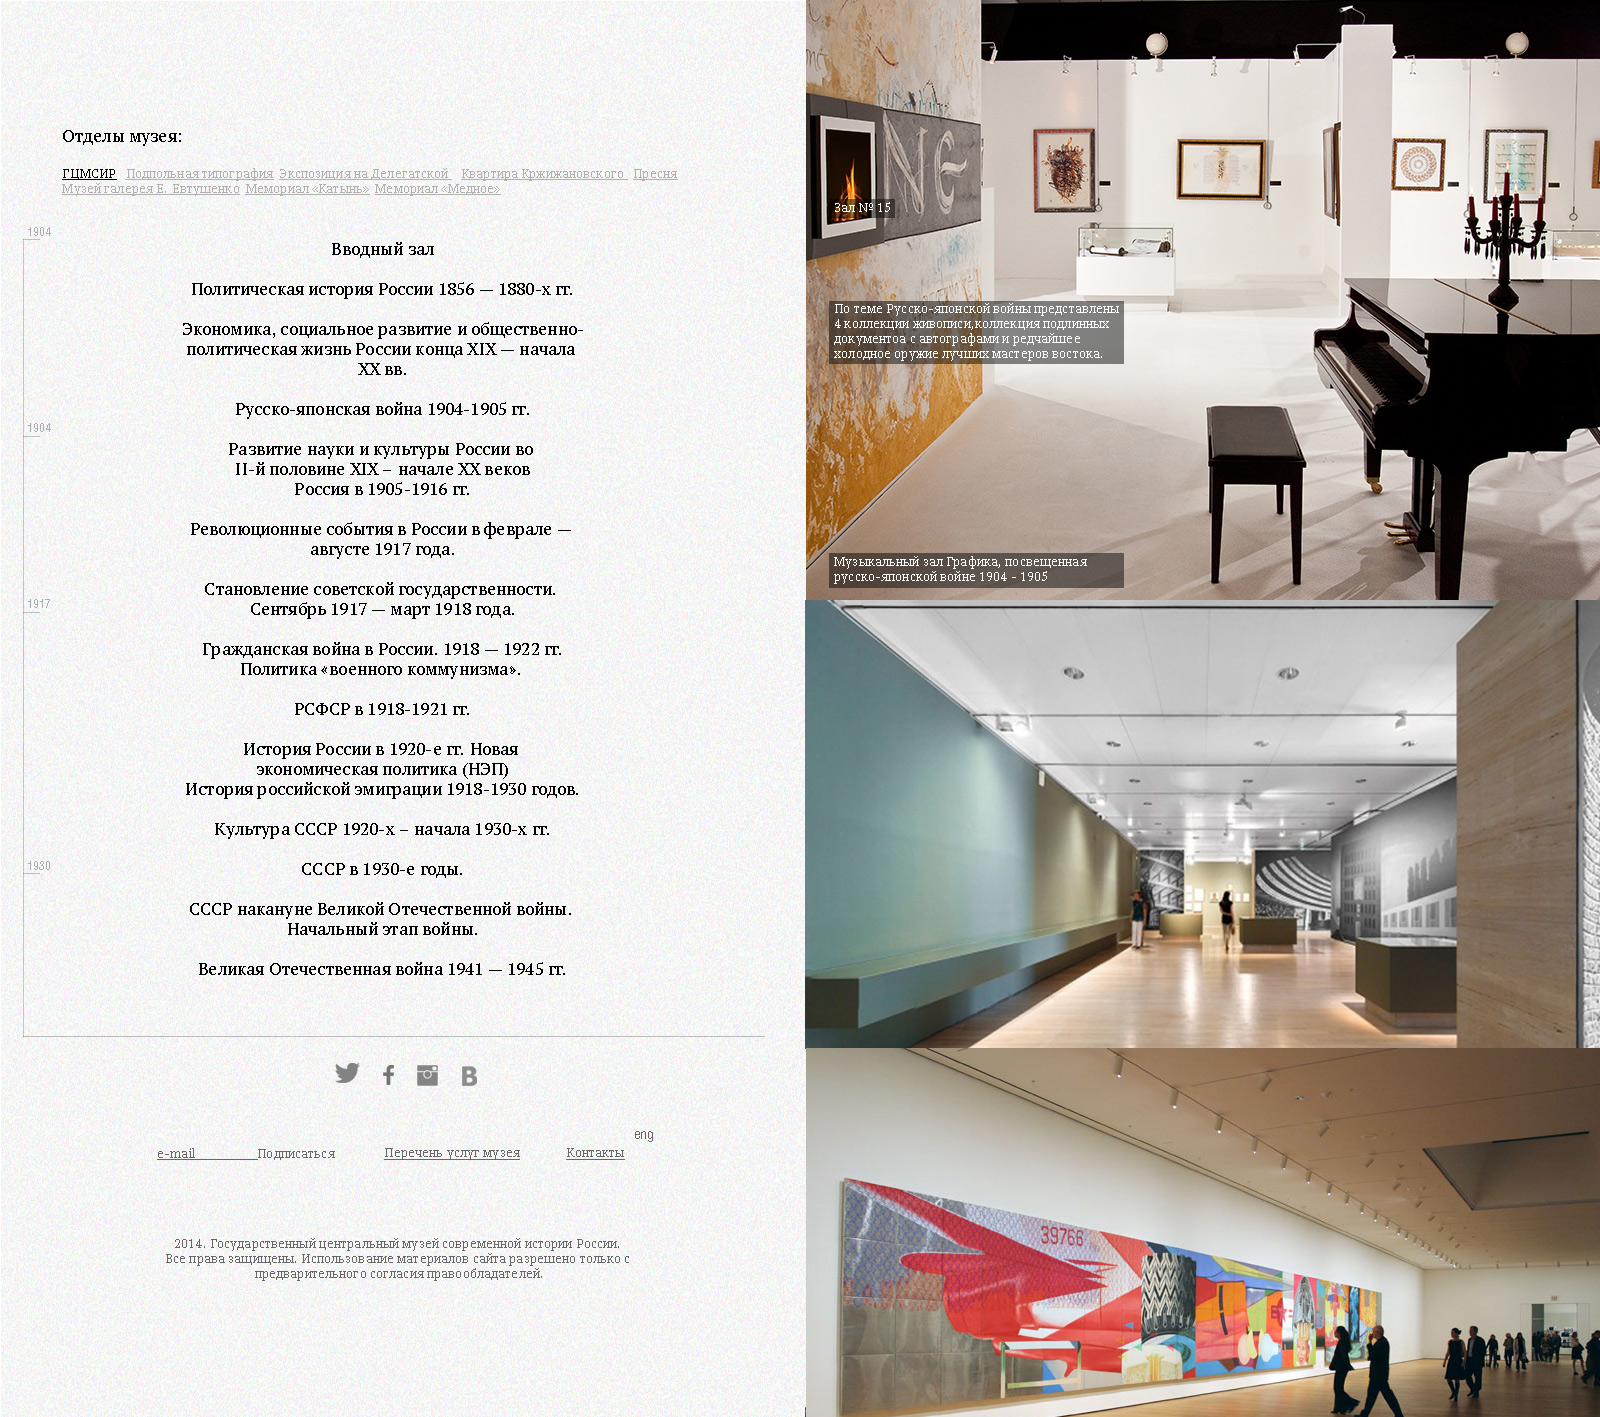 Отделы музея:
ГЦМСИР Подпольная типография Экспозиция на Делегатской Квартира Кржижановского Пресня
Музей галерея Е. Евтушенко Мемориал «Катынь» Мемориал «Медное»
1904
Вводный зал
Политическая история России 1856 — 1880-х гг.
Экономика, социальное развитие и общественно-
политическая жизнь России конца XIX — начала
XX вв.
Русско-японская война 1904-1905 гг.
1904
Развитие науки и культуры России во
II-й половине XIX – начале XX веков
Россия в 1905-1916 гг.
Революционные события в России в феврале —
августе 1917 года.
Становление советской государственности.
1917
Сентябрь 1917 — март 1918 года.
Гражданская война в России. 1918 — 1922 гг.
Политика «военного коммунизма».
РСФСР в 1918-1921 гг.
История России в 1920-е гг. Новая
экономическая политика (НЭП)
История российской эмиграции 1918-1930 годов.
Культура СССР 1920-х – начала 1930-х гг.
1930
СССР в 1930-е годы.
СССР накануне Великой Отечественной войны.
Начальный этап войны.
Великая Отечественная война 1941 — 1945 гг.
eng
e-mail Подписаться Перечень услуг музея Контакты
2014. Государственный центральный музей современной истории России.
Все права защищены. Использование материалов сайта разрешено только с
предварительного согласия правообладателей.
Зал № 15
По теме Русско-японской войны представлены
4 коллекции живописи,коллекция подлинных
документоа с автографами и редчайшее
холодное оружие лучших мастеров востока.
Музыкальный зал Графика, посвещенная
русско-японской войне 1904 - 1905
39766